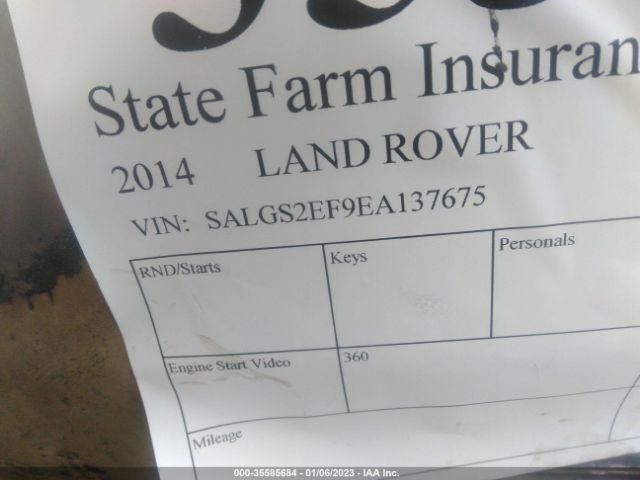 State Farm Insuran
2014 LAND ROVER
VIN: SALGS2EF9EA137675
RND/Starts
Keys
Personals
Engine Start Video
360
Mileage
000-35585684 - 01/06/2023 - IAA Inc.